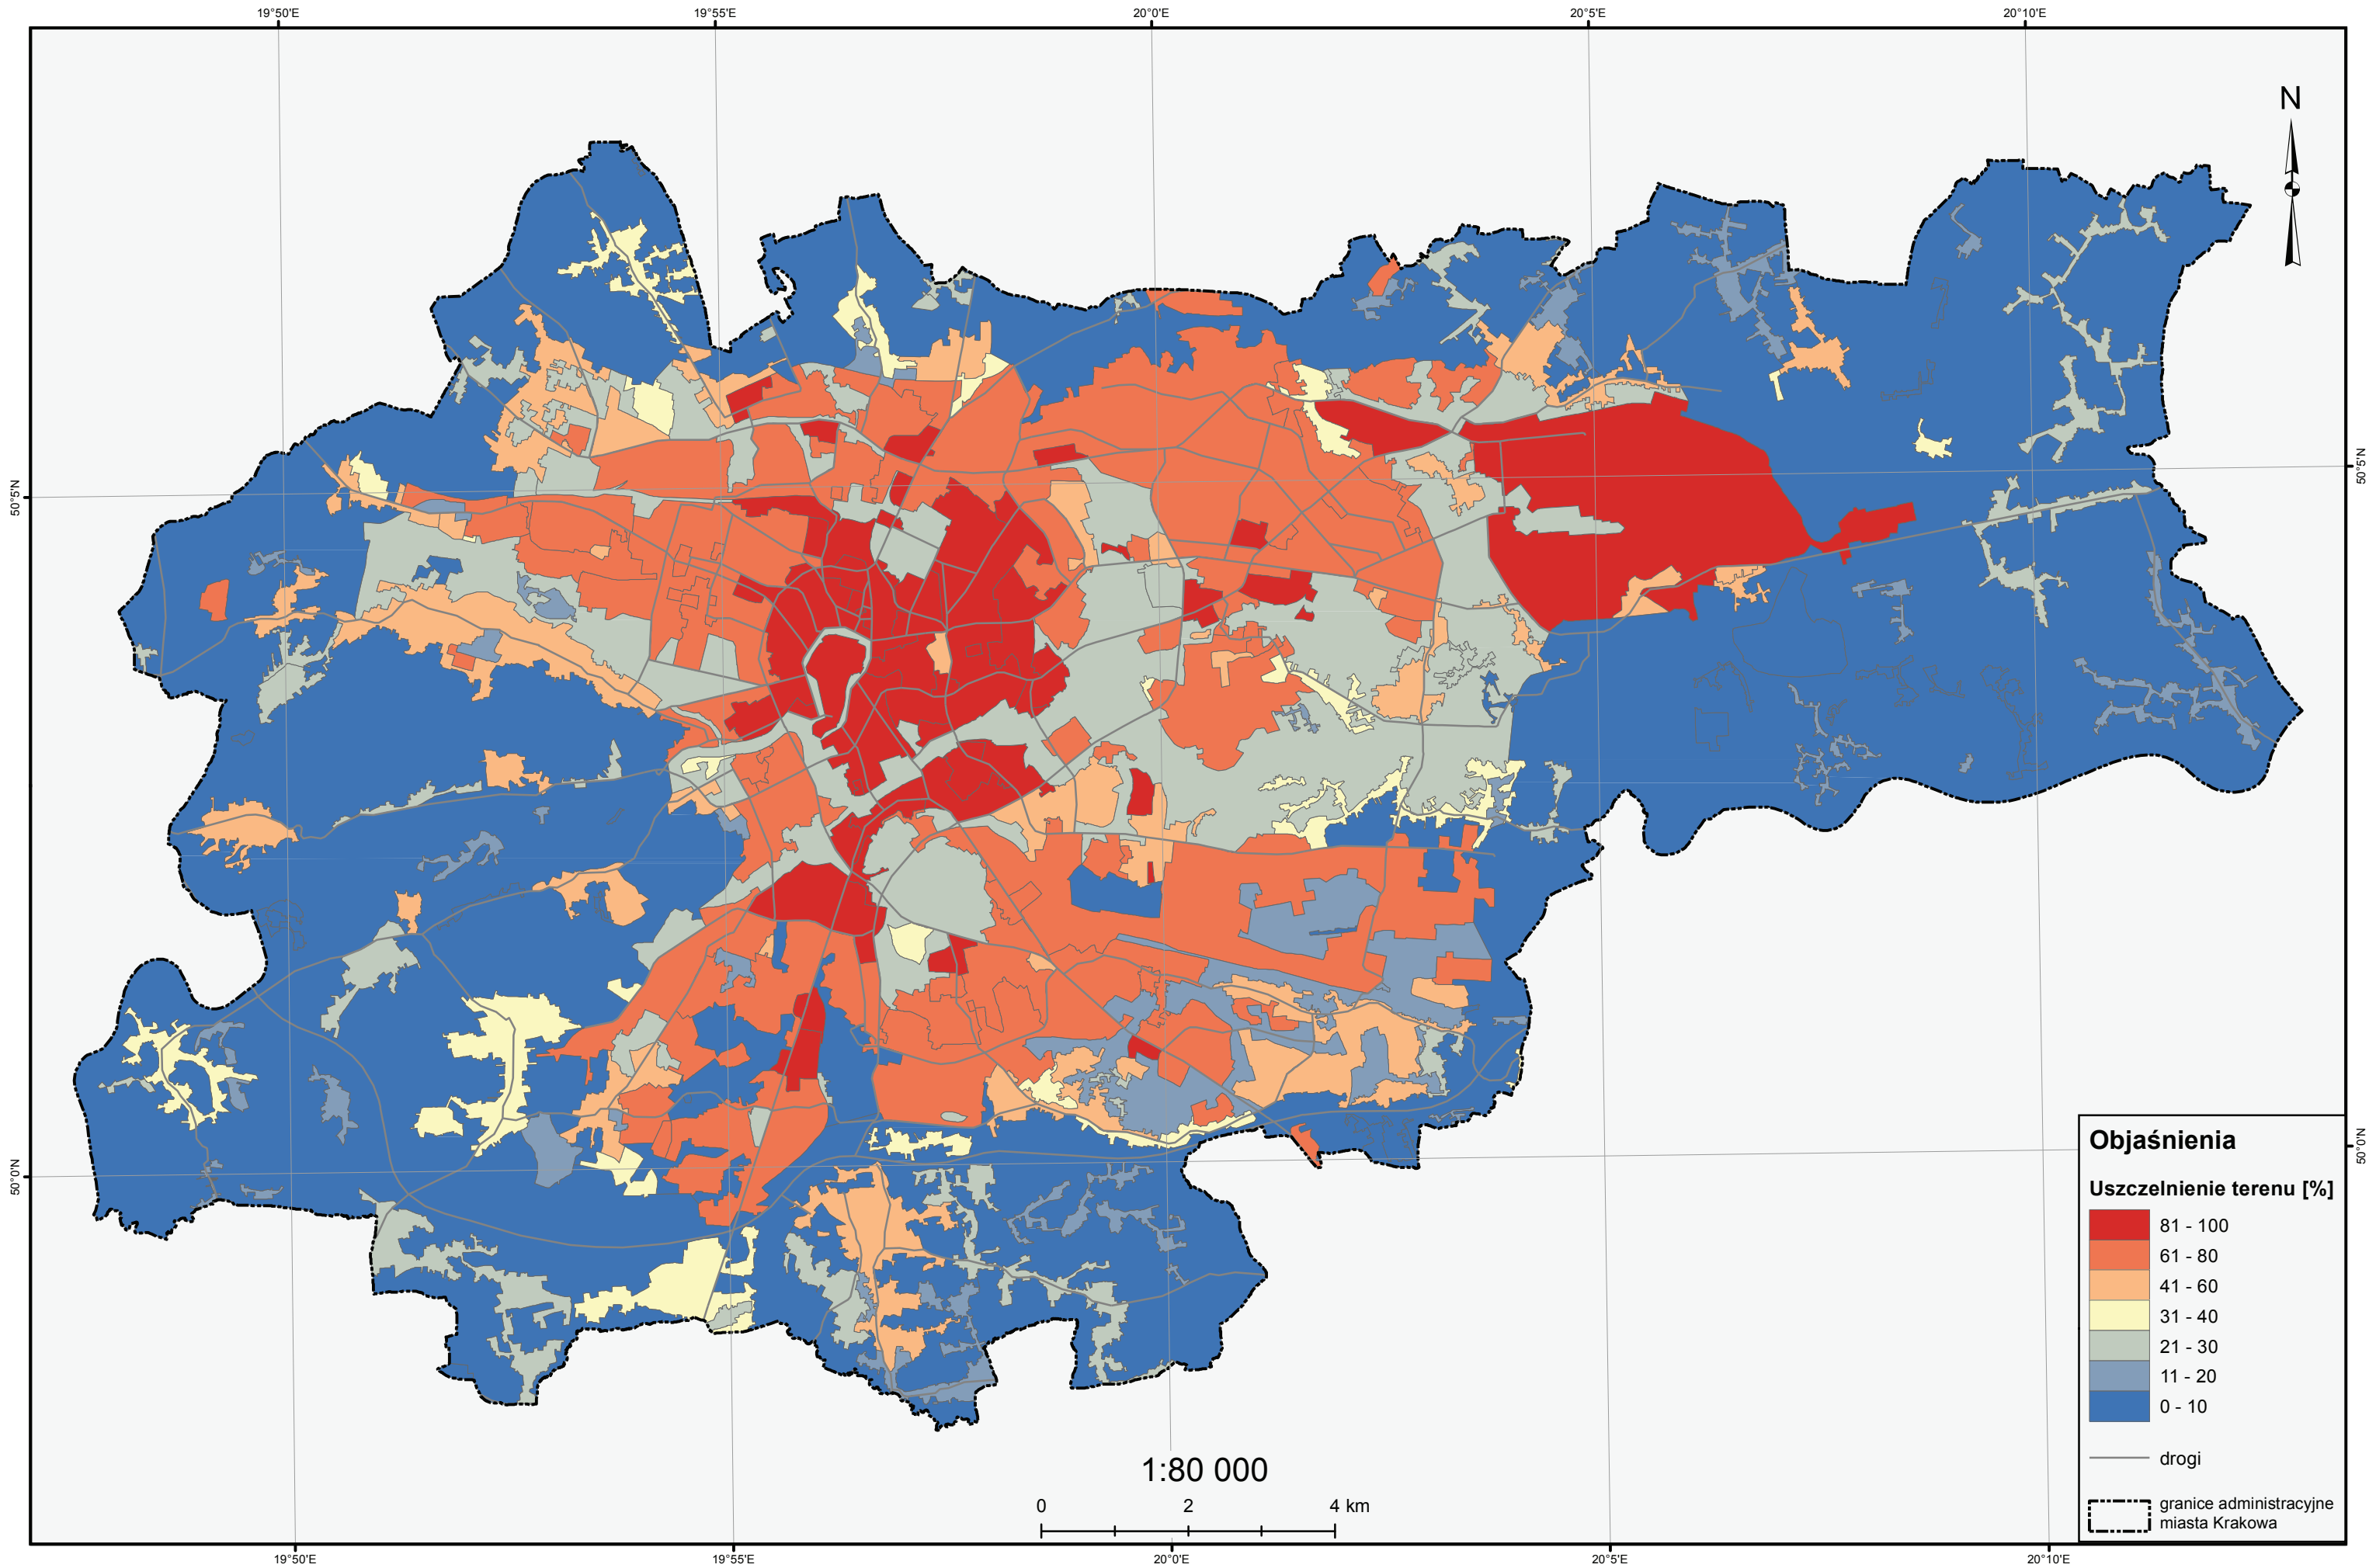 19°50'E
19°55'E
20°0'E
20°5'E
20°10'E
N
50°5'N
50°5'N
50°0'N
50°0'N
Objaśnienia
Uszczelnienie terenu [%]
81 - 100
61 - 80
41 - 60
31 - 40
21 - 30
11 - 20
0 - 10
drogi
granice administracyjne
miasta Krakowa
1:80 000
0 2 4 km
19°50'E
19°55'E
20°0'E
20°5'E
20°10'E